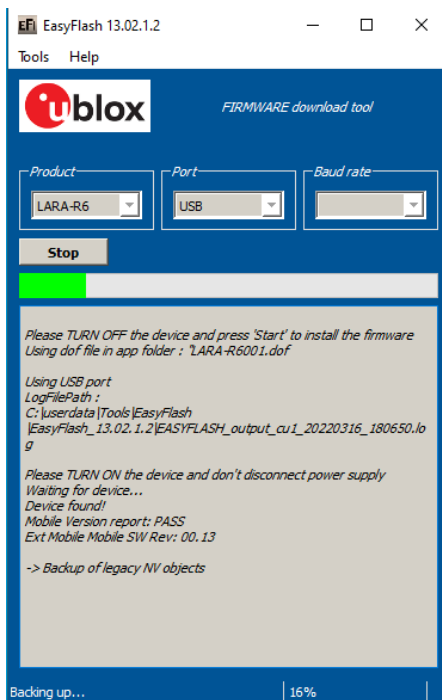 EFi EasyFlash 13.02.1.2
Tools Help
ublox
FIRMWARE download tool
Product
Port
Baud rate
LARA-R6
USB
Stop
Please TURN OFF the device and press 'Start' to install the firmware
Using dof file in app folder : "LARA-R6001.dof
Using USB port
LogFilePath :
C:\userdata\Tools\EasyFlash
\EasyFlash_13.02.1.2\EASYFLASH_output_cu1_20220316_180650.lo
g
Please TURN ON the device and don't disconnect power supply
Waiting for device...
Device found!
Mobile Version report: PASS
Ext Mobile Mobile SW Rev: 00.13
-> Backup of legacy NV objects
Backing up...
16%